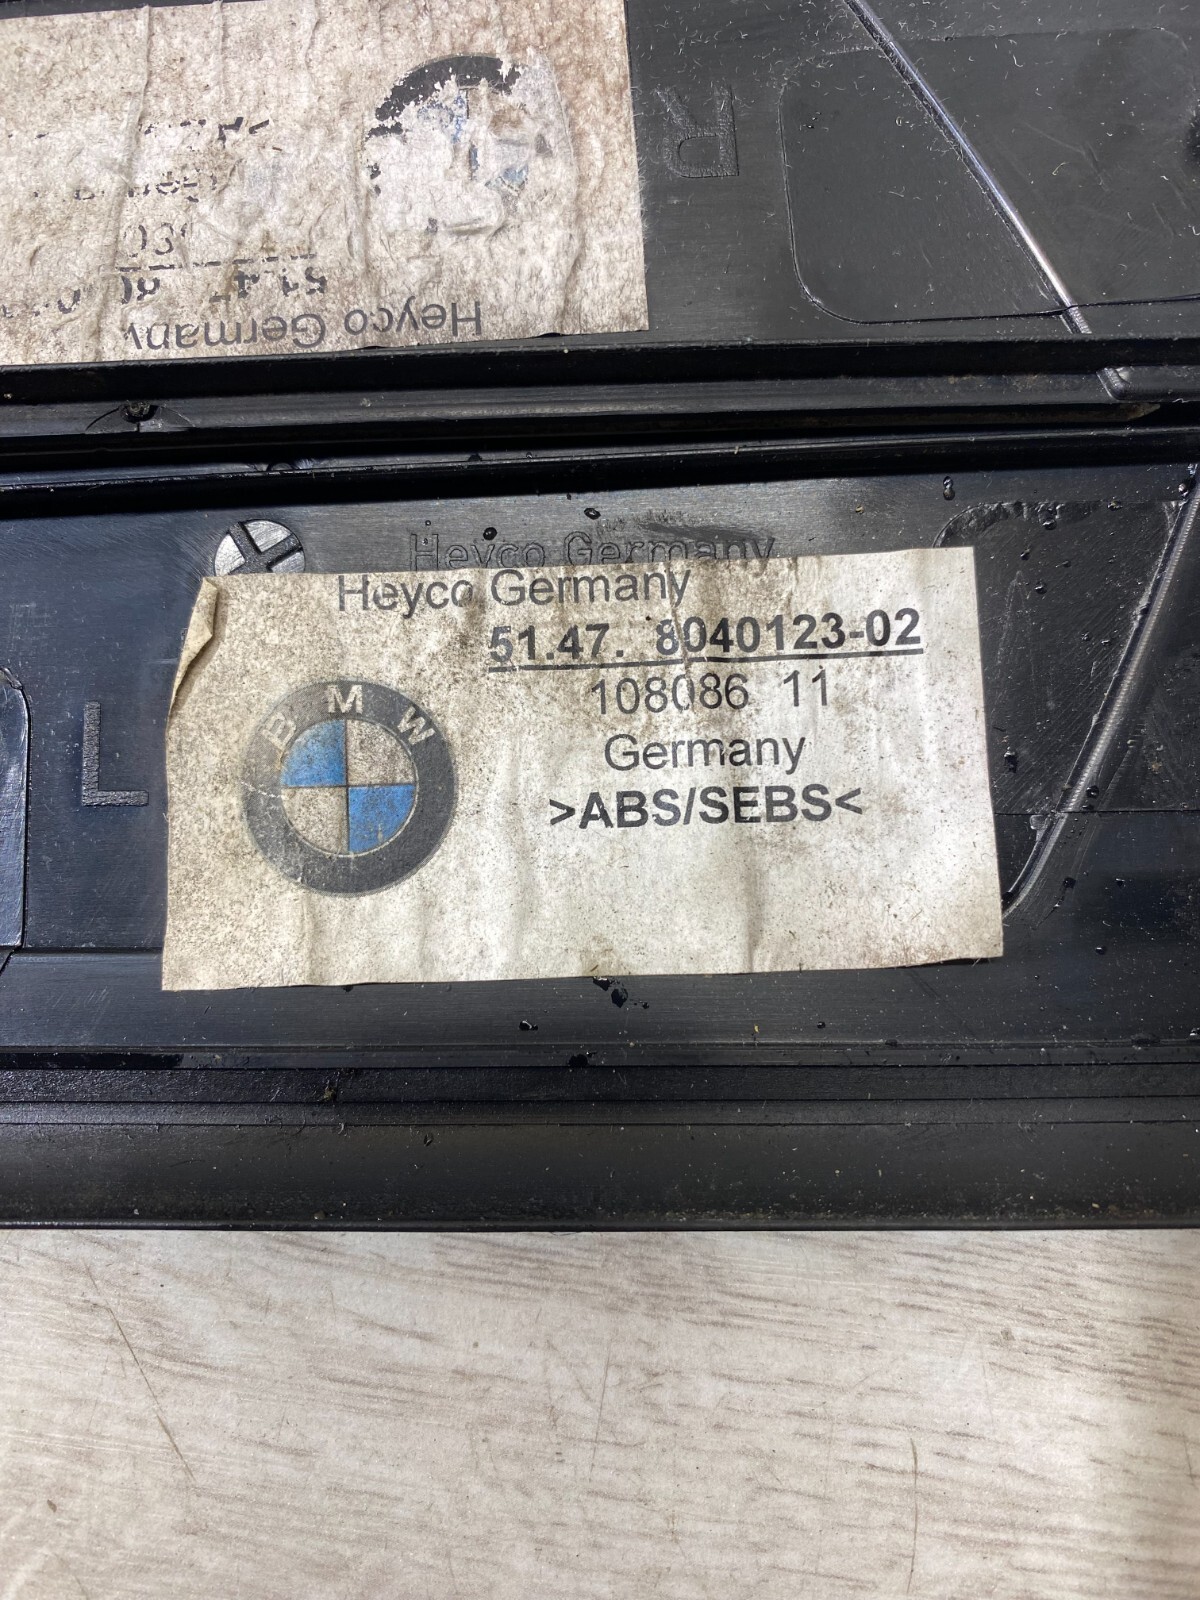 R
Heyco Germany
Heyco Germany
Heyco Germany
51.47. 8040123-02
108086 11
Germany
>ABS/SEBS<
BMW
L